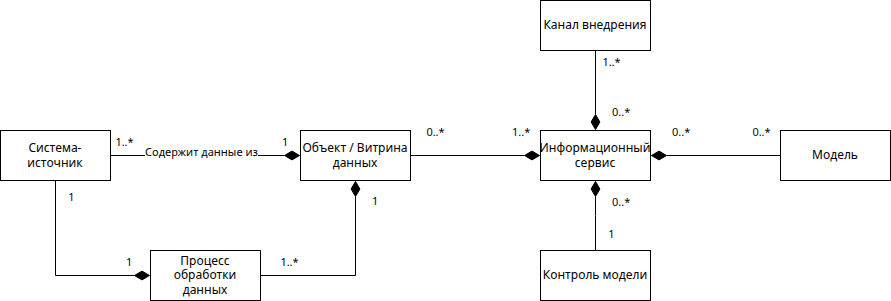 Канал внедрения
1..*
0..*
Система-
источник
1..*
Содержит данные из
1
Объект / Витрина
данных
0..*
1..*
Информационный
сервис
0..*
0..*
Модель
1
1
0..*
1
Процесс
обработки
данных
1..*
1
Контроль модели